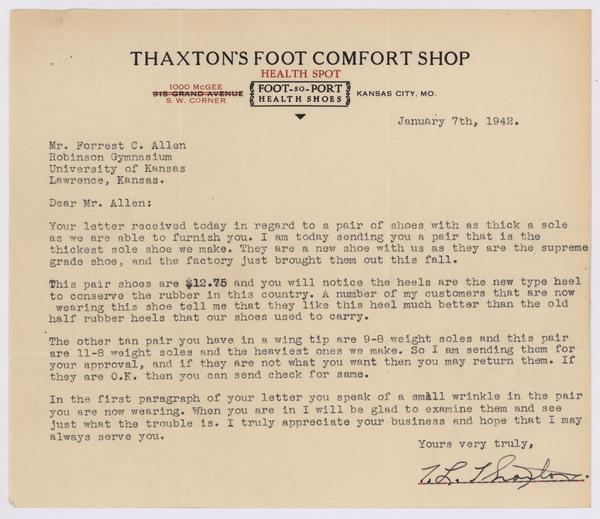 THAXTON'S FOOT COMFORT SHOP
HEALTH SPOT
1000 McGEE
915 GRAND AVENUE
S. W. CORNER
FOOT-SO-PORT
HEALTH SHOES
KANSAS CITY, MO.
January 7th, 1942.
Mr. Forrest C. Allen
Robinson Gymnasium
University of Kansas
Lawrence, Kansas.
Dear Mr. Allen:
Your letter received today in regard to a pair of shoes with as thick a sole
as we are able to furnish you. I am today sending you a pair that is the
thickest sole shoe we make. They are a new shoe with us as they are the supreme
grade shoe, and the factory just brought them out this fall.
This pair shoes are $12.75 and you will notice the heels are the new type heel
to conserve the rubber in this country. A number of my customers that are now
wearing this shoe tell me that they like this heel much better than the old
half rubber heels that our shoes used to carry.
The other tan pair you have in a wing tip are 9-8 weight soles and this pair
are 11-8 weight soles and the heaviest ones we make. So I am sending them for
your approval, and if they are not what you want then you may return them. If
they are O.K. then you can send check for same.
In the first paragraph of your letter you speak of a small wrinkle in the pair
you are now wearing. When you are in I will be glad to examine them and see
just what the trouble is. I truly appreciate your business and hope that I may
always serve you.
Yours very truly,
T. L. Thaxton.